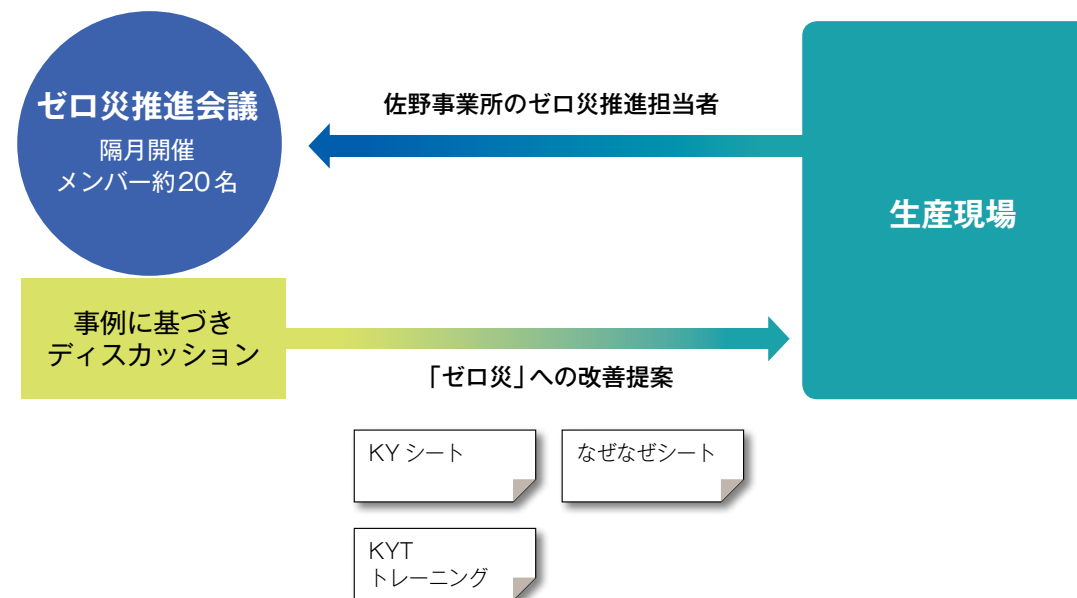 ゼロ災推進会議
隔月開催
メンバー約20名
佐野事業所のゼロ災推進担当者
生産現場
事例に基づき
ディスカッション
「ゼロ災」への改善提案
KYシート
なぜなぜシート
KYT
トレーニング